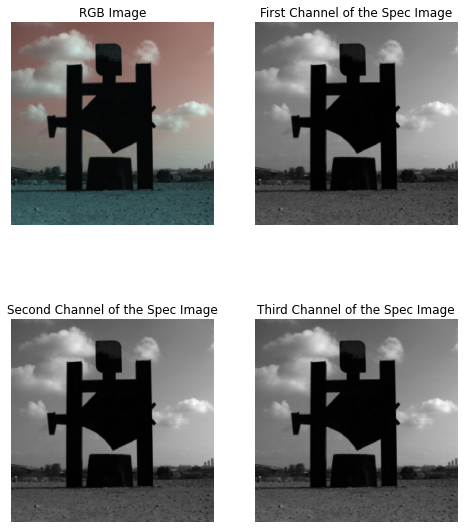 RGB Image
First Channel of the Spec Image
Second Channel of the Spec Image
Third Channel of the Spec Image